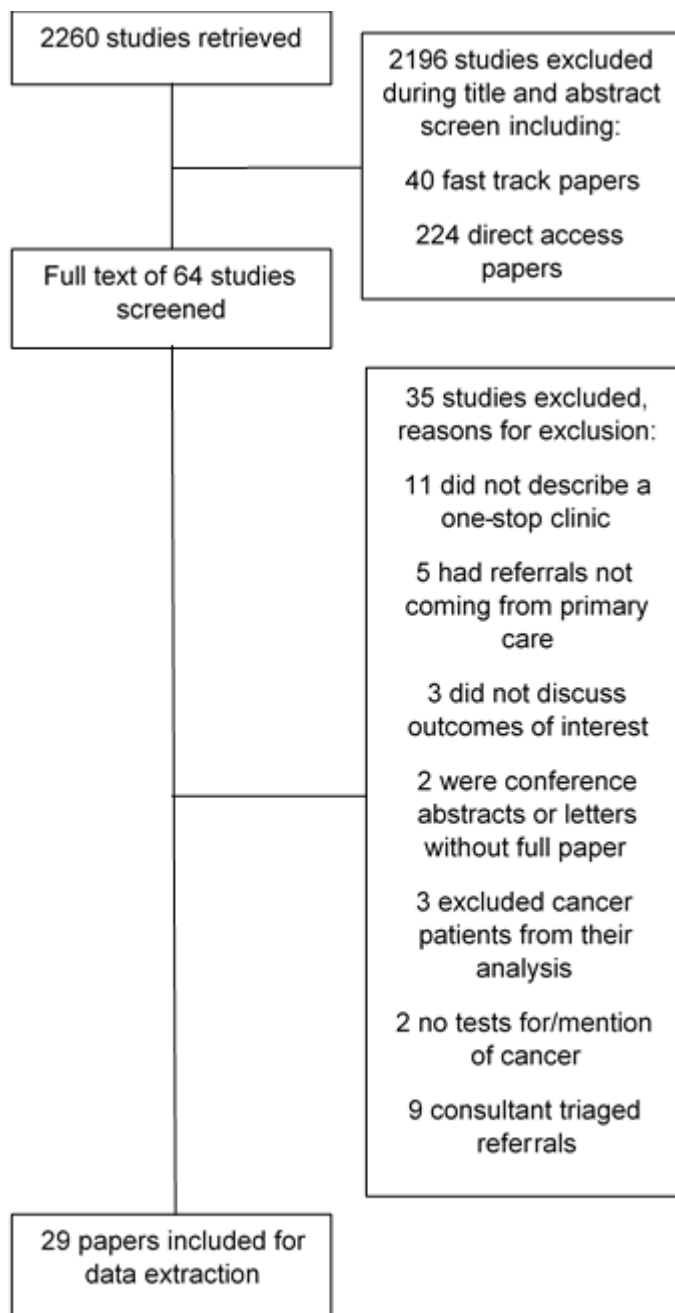 2260 studies retrieved
2196 studies excluded
during title and abstract
screen including:
40 fast track papers
224 direct access
papers
Full text of 64 studies
screened
35 studies excluded,
reasons for exclusion:
11 did not describe a
one-stop clinic
5 had referrals not
coming from primary
care
3 did not discuss
outcomes of interest
2 were conference
abstracts or letters
without full paper
3 excluded cancer
patients from their
analysis
2 no tests for/mention
of cancer
9 consultant triaged
referrals
29 papers included for
data extraction